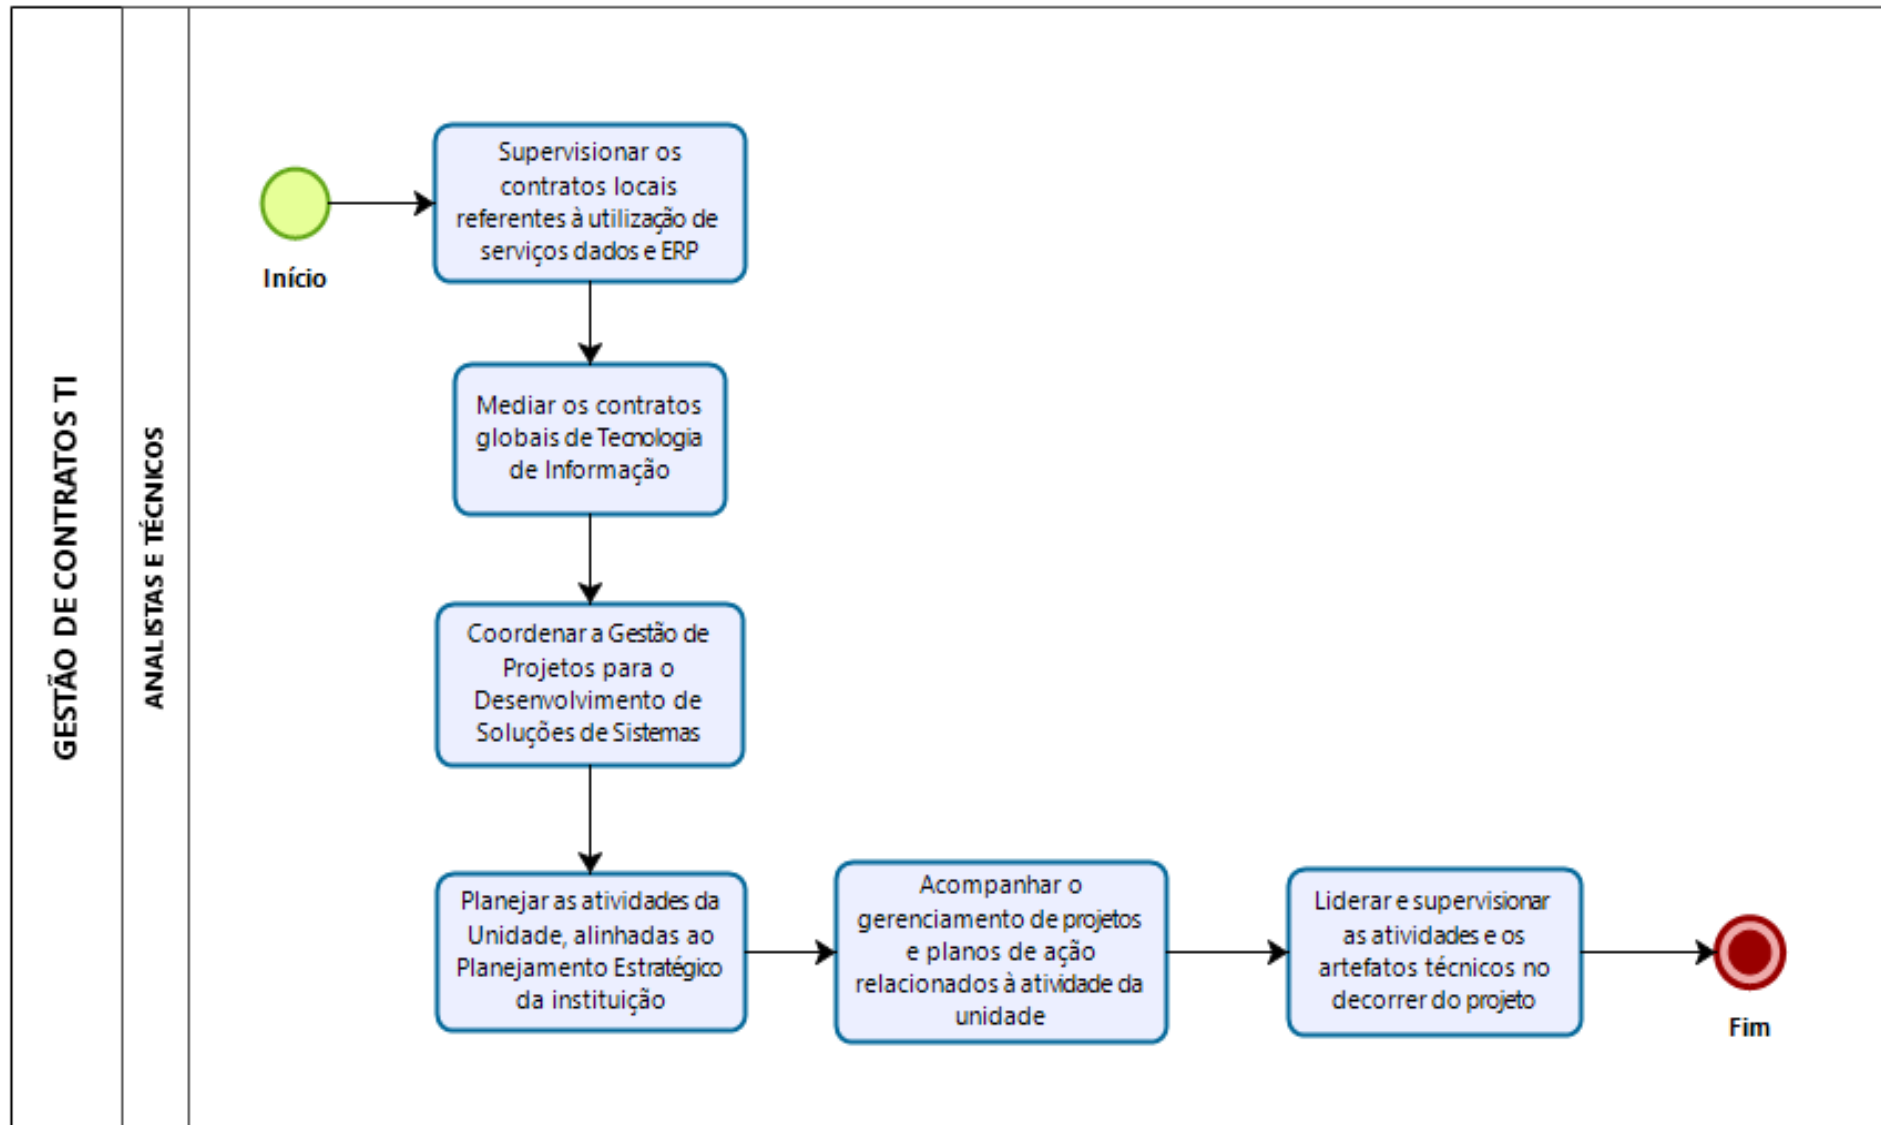 GESTÃO DE CONTRATOS TI
ANALISTAS E TÉCNICOS
Início
Supervisionar os
contratos locais
referentes à utilização de
serviços dados e ERP
Mediar os contratos
globais de Tecnologia
de Informação
Coordenar a Gestão de
Projetos para o
Desenvolvimento de
Soluções de Sistemas
Planejar as atividades da
Unidade, alinhadas ao
Planejamento Estratégico
da instituição
Acompanhar o
gerenciamento de projetos
e planos de ação
relacionados à atividade da
unidade
Liderar e supervisionar
as atividades e os
artefatos técnicos no
decorrer do projeto
Fim